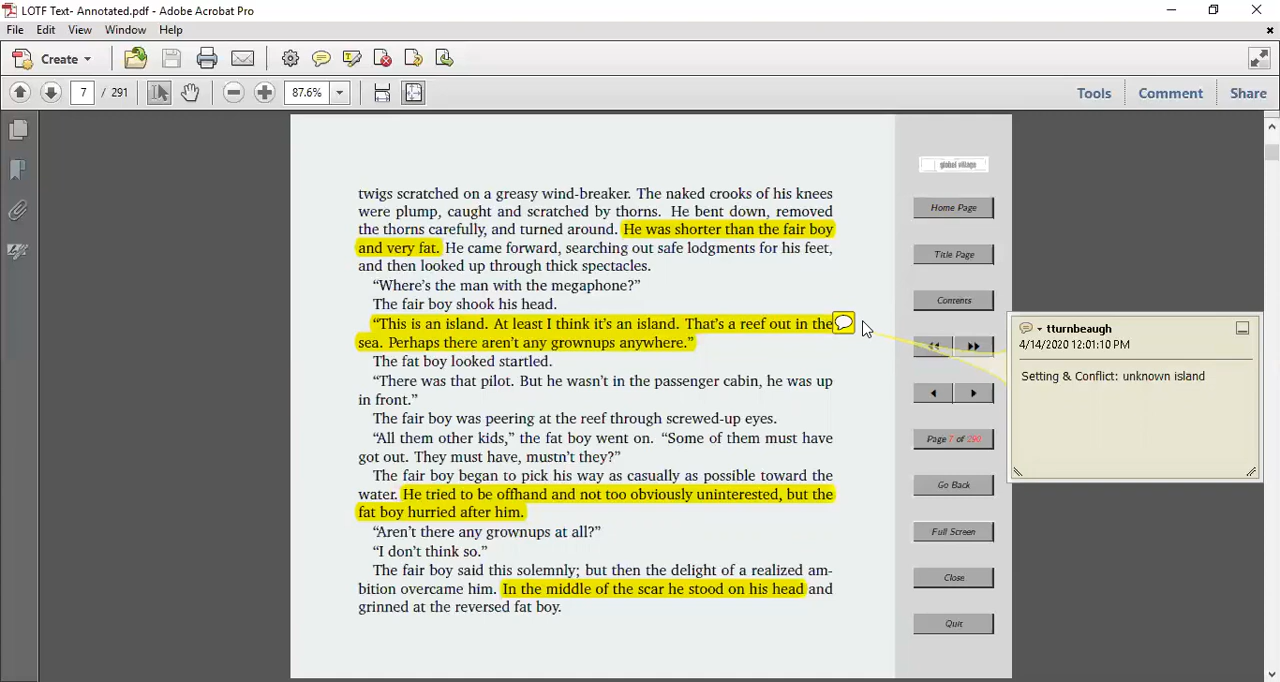 LOTF Text- Annotated.pdf - Adobe Acrobat Pro
File Edit View Window Help
Create
7 / 291
87.6%
Tools Comment Share
twigs scratched on a greasy wind-breaker. The naked crooks of his knees
were plump, caught and scratched by thorns. He bent down, removed
the thorns carefully, and turned around. He was shorter than the fair boy
and very fat. He came forward, searching out safe lodgments for his feet,
and then looked up through thick spectacles.
“Where’s the man with the megaphone?”
The fair boy shook his head.
“This is an island. At least I think it’s an island. That’s a reef out in the
sea. Perhaps there aren’t any grownups anywhere.”
The fat boy looked startled.
“There was that pilot. But he wasn’t in the passenger cabin, he was up
in front.”
The fair boy was peering at the reef through screwed-up eyes.
“All them other kids,” the fat boy went on. “Some of them must have
got out. They must have, mustn’t they?”
The fair boy began to pick his way as casually as possible toward the
water. He tried to be offhand and not too obviously uninterested, but the
fat boy hurried after him.
“Aren’t there any grownups at all?”
“I don’t think so.”
The fair boy said this solemnly; but then the delight of a realized am-
bition overcame him. In the middle of the scar he stood on his head and
grinned at the reversed fat boy.
global village
Home Page
Title Page
Contents
Page 7 of 290
Go Back
Full Screen
Close
Quit
tturnbeaugh
4/14/2020 12:01:10 PM
Setting & Conflict: unknown island